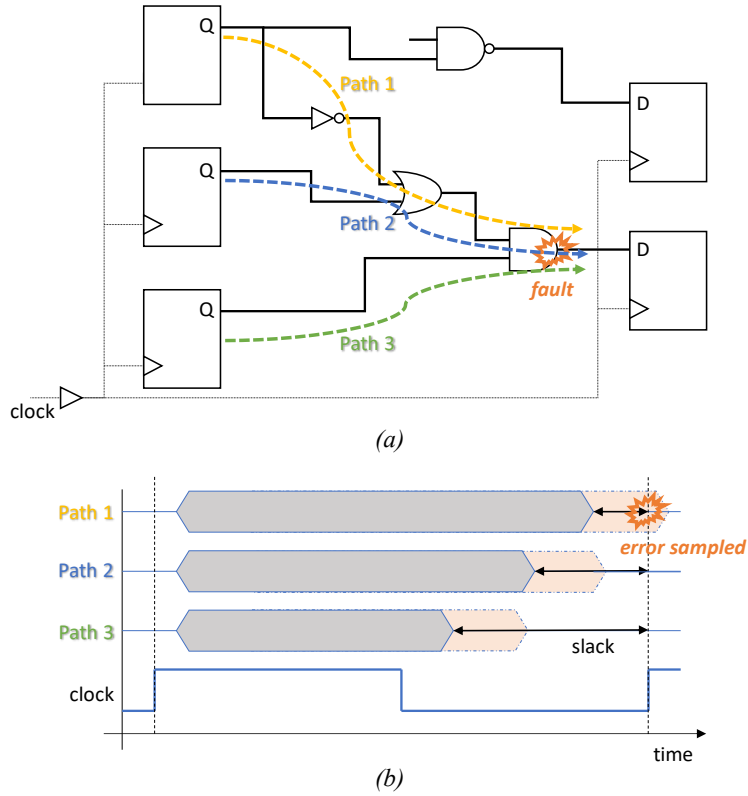 Q
Path 1
D
Q
Path 2
D
fault
Q
Path 3
clock
(a)
Path 1
error sampled
Path 2
Path 3
slack
clock
time
(b)